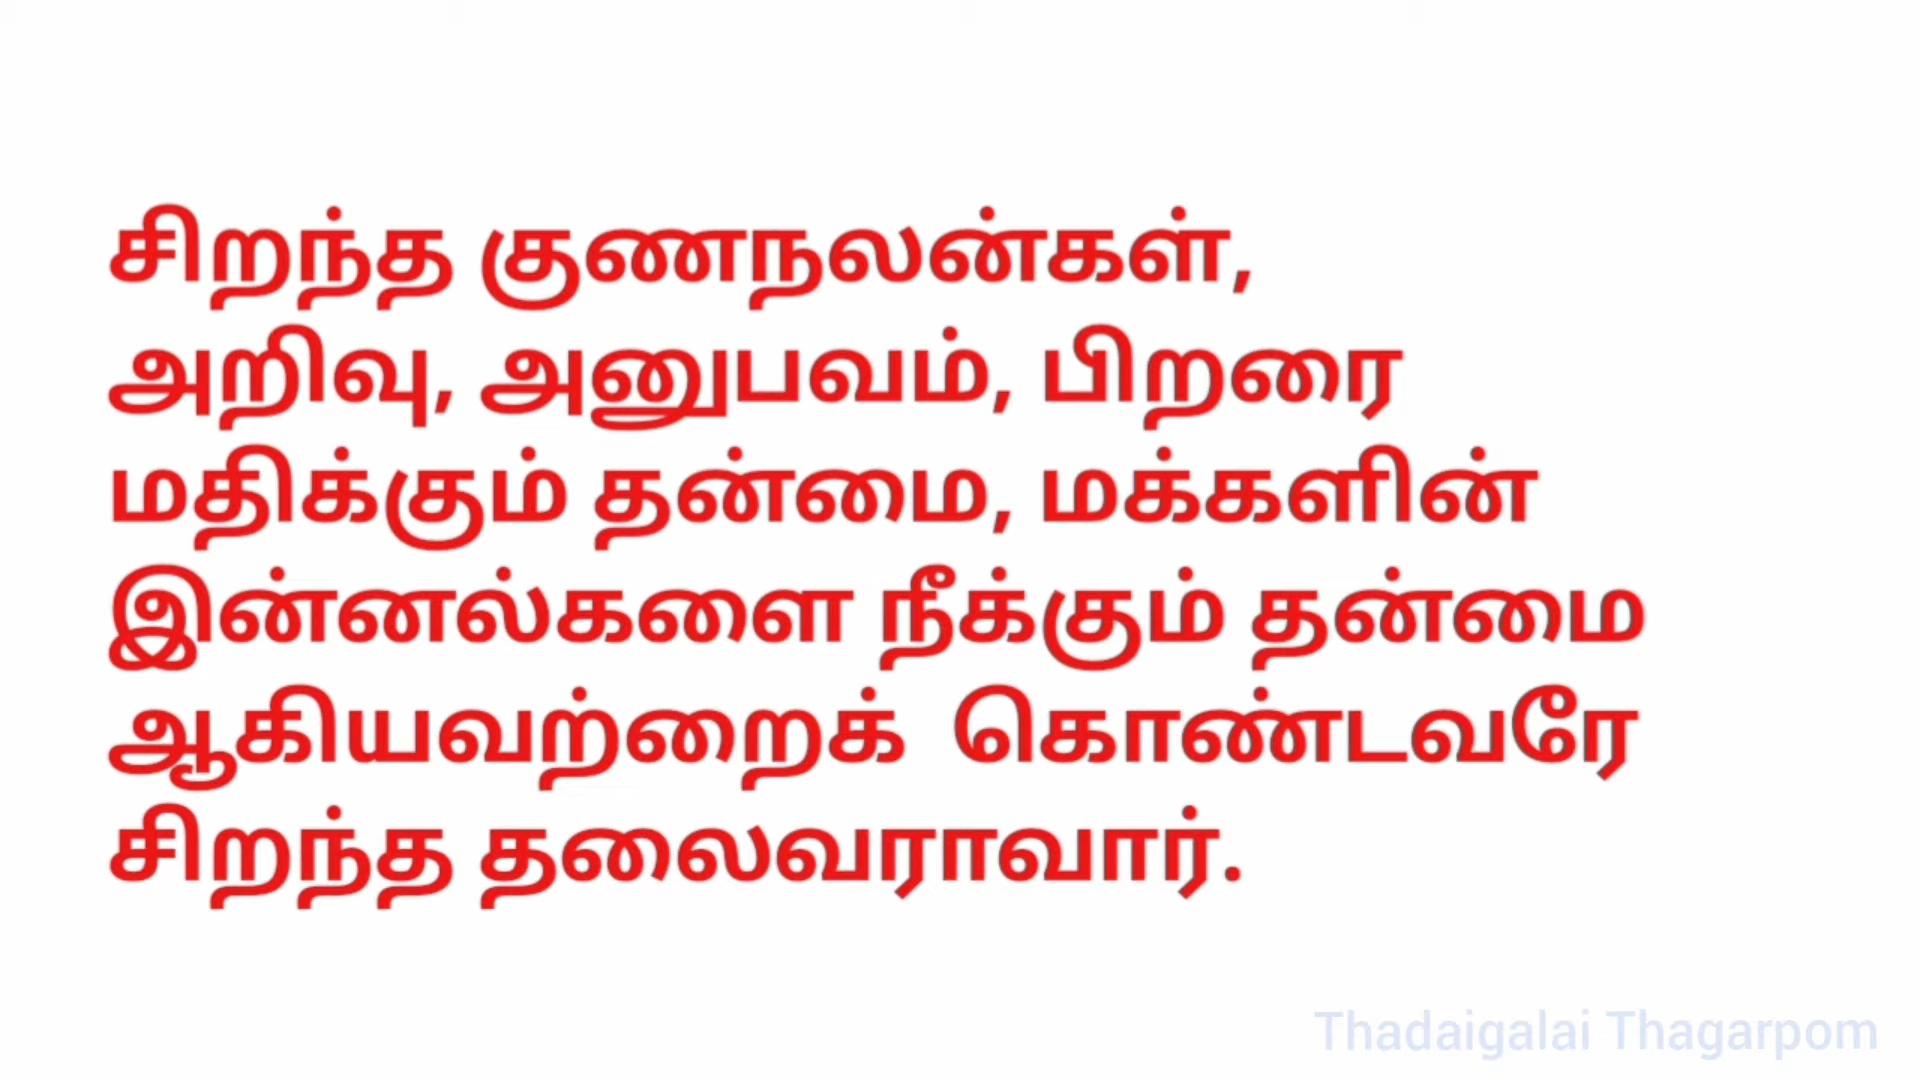 சிறந்த குணநலன்கள்,
அறிவு, அனுபவம், பிறரை
மதிக்கும் தன்மை, மக்களின்
இன்னல்களை நீக்கும் தன்மை
ஆகியவற்றைக் கொண்டவரே
சிறந்த தலைவராவார்.
Thadaigalai Thagarpom